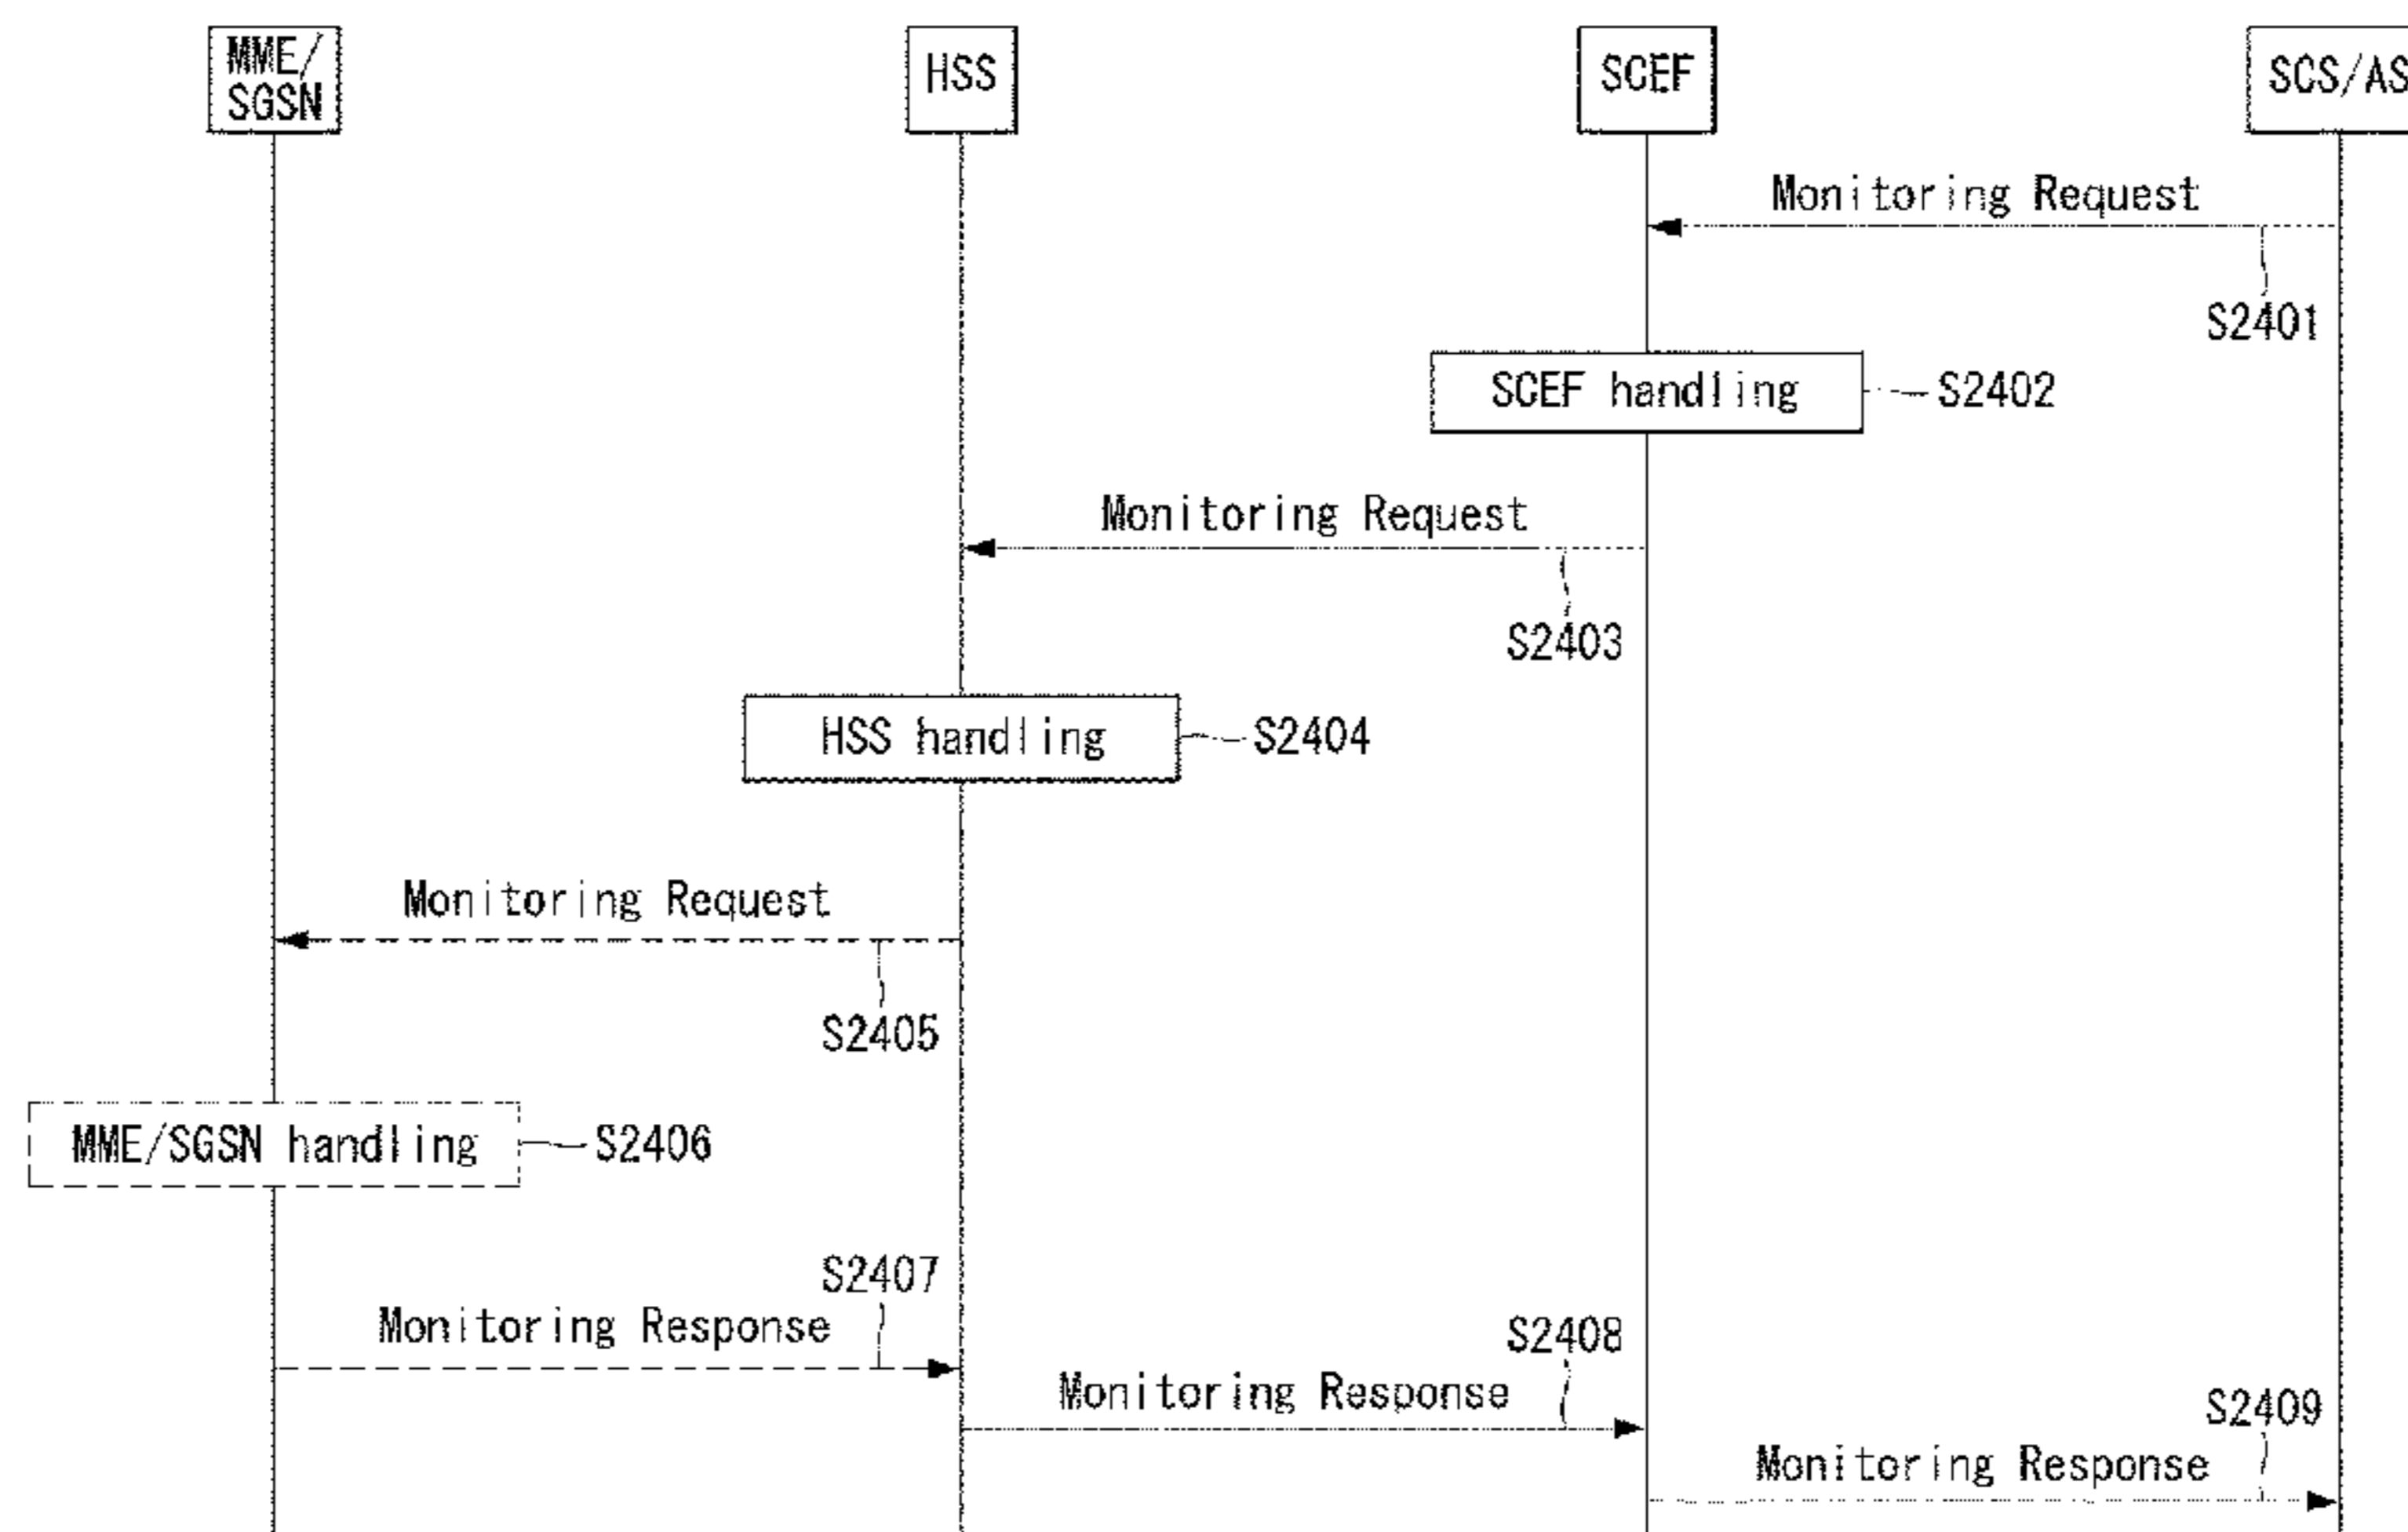 MME/
SGSN
HSS
SCEF
SCS/AS
Monitoring Request
S2401
SCEF handling
S2402
Monitoring Request
S2403
HSS handling
S2404
Monitoring Request
S2405
MME/SGSN handling
S2406
S2407
Monitoring Response
S2408
Monitoring Response
S2409
Monitoring Response